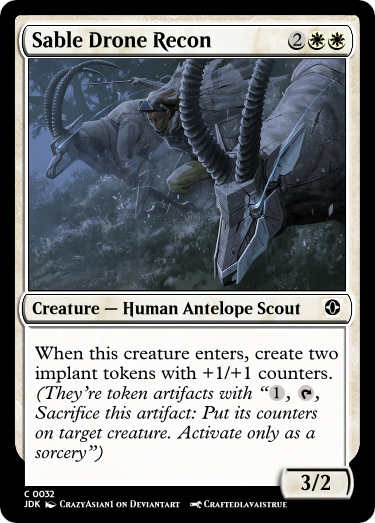 Sable Drone Recon 2
Creature — Human Antelope Scout
When this creature enters, create two
implant tokens with +1/+1 counters.
(They're token artifacts with “1, ,
Sacrifice this artifact: Put its counters
on target creature. Activate only as a
sorcery”)
3/2
C 0032
JDK CrazyAsian1 on Deviantart Craftedlavaistrue